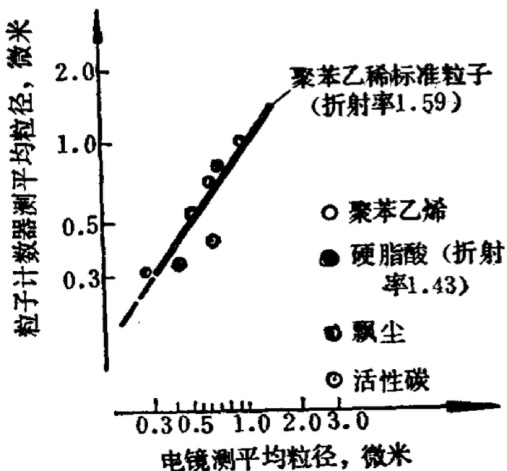 粒子计数器测平均粒径，微米
2.0
1.0
0.5
0.3
聚苯乙稀标准粒子
（折射率1.59）
聚苯乙烯
硬脂酸（折射
率1.43）
飘尘
活性碳
0.3 0.5 1.0 2.0 3.0
电镜测平均粒径，微米